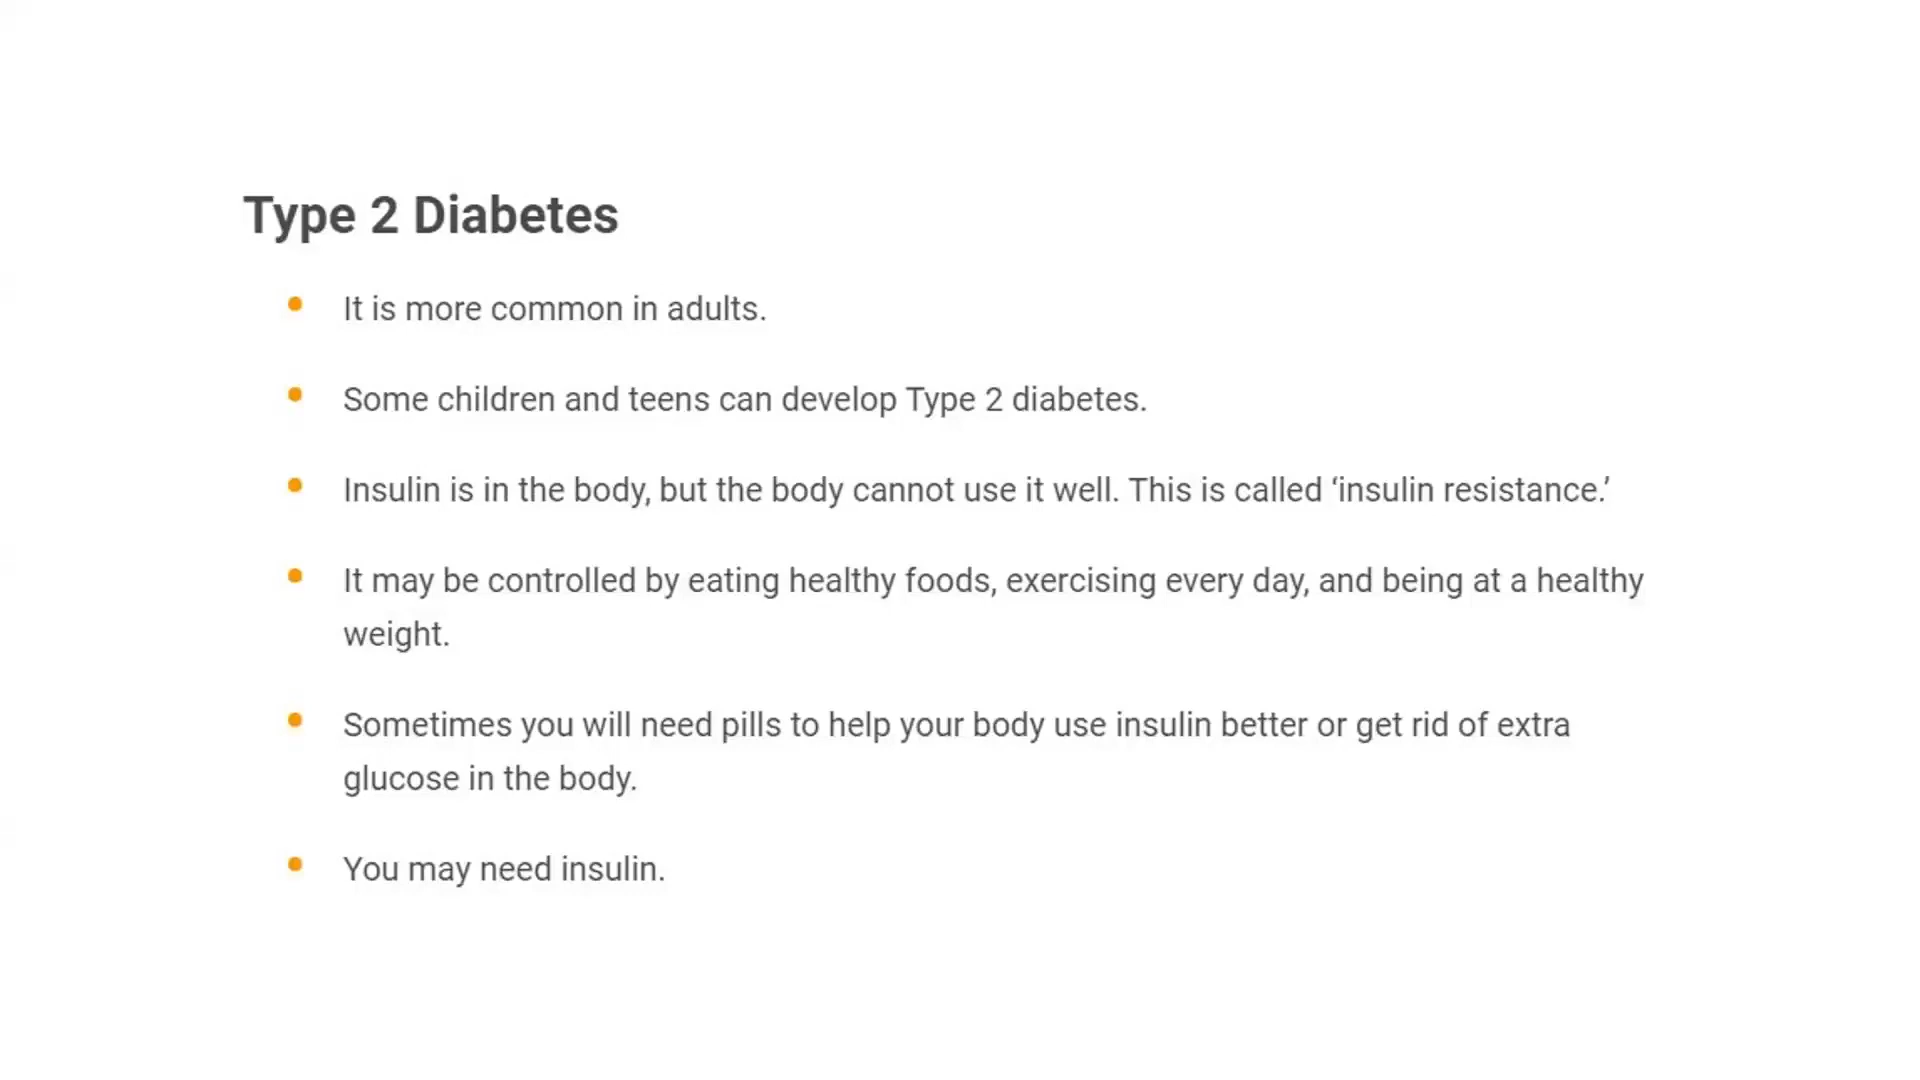 Type 2 Diabetes
It is more common in adults.
Some children and teens can develop Type 2 diabetes.
Insulin is in the body, but the body cannot use it well. This is called ‘insulin resistance.’
It may be controlled by eating healthy foods, exercising every day, and being at a healthy
weight.
Sometimes you will need pills to help your body use insulin better or get rid of extra
glucose in the body.
You may need insulin.